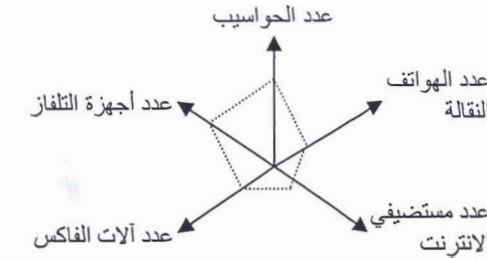 عدد الحواسيب
عدد الهواتف
النقالة
عدد أجهزة التلفاز
عدد مستضيفي
الانترنت
عدد آلات الفاكس